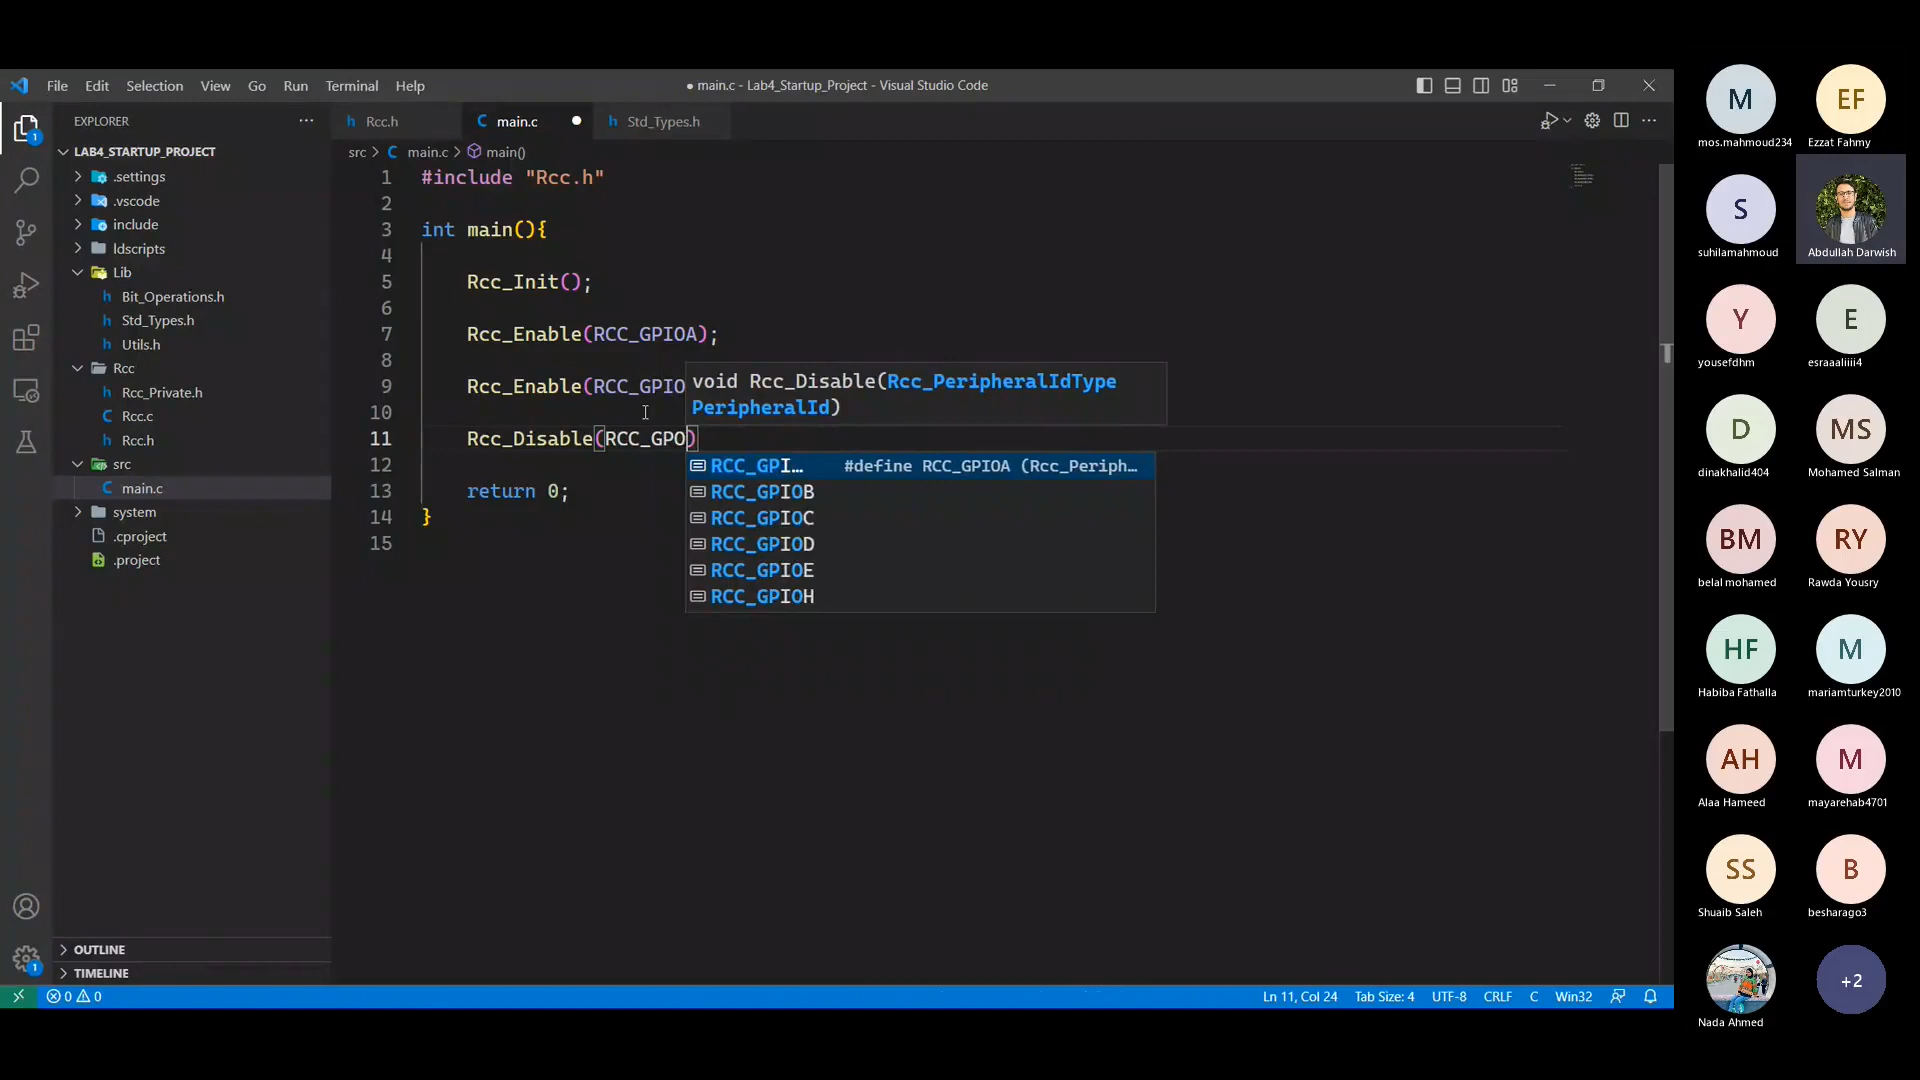 File Edit Selection View Go Run Terminal Help
● main.c - Lab4_Startup_Project - Visual Studio Code
EXPLORER
LAB4_STARTUP_PROJECT
.settings
.vscode
include
ldscripts
Lib
Bit_Operations.h
Std_Types.h
Utils.h
Rcc
Rcc_Private.h
Rcc.c
Rcc.h
src
main.c
system
.cproject
.project
OUTLINE
TIMELINE
Rcc.h main.c Std_Types.h
src > C main.c > main()
1 #include "Rcc.h"
2
3 int main(){
4
5 Rcc_Init();
6
7 Rcc_Enable(RCC_GPIOA);
8
9 Rcc_Enable(RCC_GPIO
10
11 Rcc_Disable(RCC_GPO)
12
13 return 0;
14 }
15
void Rcc_Disable(Rcc_PeripheralIdType
PeripheralId)
RCC_GPI… #define RCC_GPIOA (Rcc_Periph…
RCC_GPIOB
RCC_GPIOC
RCC_GPIOD
RCC_GPIOE
RCC_GPIOH
1
1
0 0
Ln 11, Col 24 Tab Size: 4 UTF-8 CRLF C Win32
M EF
mos.mahmoud234 Ezzat Fahmy
S
suhilamahmoud Abdullah Darwish
Y E
yousefdhm esraaliiii4
D MS
dinakhalid404 Mohamed Salman
BM RY
belal mohamed Rawda Yousry
HF M
Habiba Fathalla mariamturkey2010
AH M
Alaa Hameed mayarehab4701
SS B
Shuaib Saleh besharago3
+2
Nada Ahmed